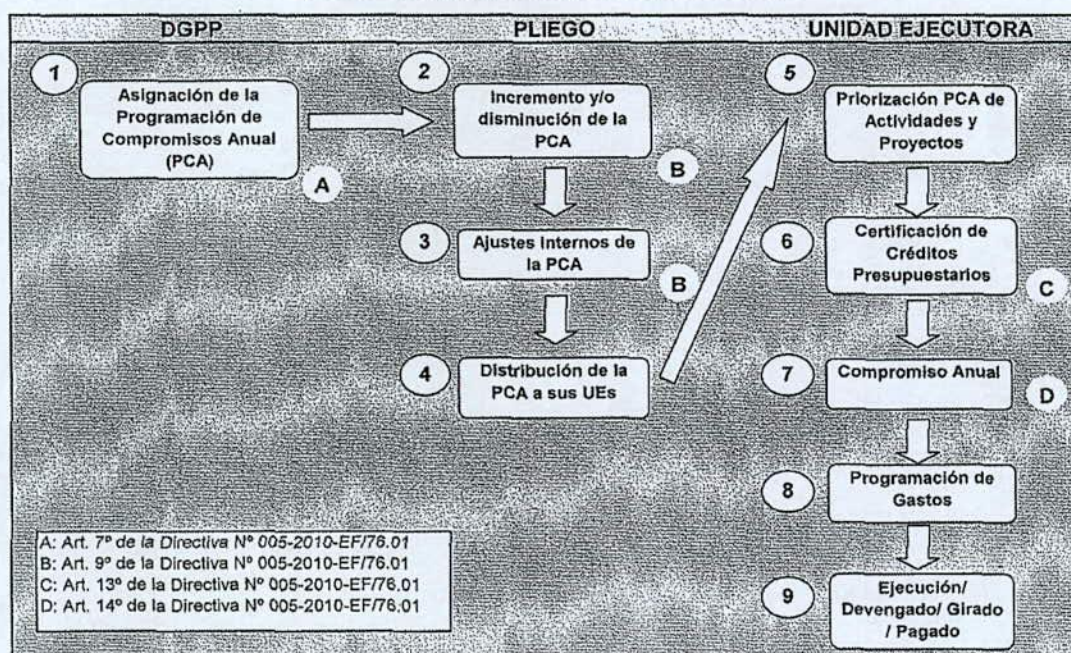 DGPP
PLIEGO
UNIDAD EJECUTORA
1
Asignación de la
Programación de
Compromisos Anual
(PCA)
A
2
Incremento y/o
disminución de la
PCA
B
3
Ajustes Internos de
la PCA
B
4
Distribución de la
PCA a sus UEs
5
Priorización PCA de
Actividades y
Proyectos
6
Certificación de
Créditos
Presupuestarios
C
7
Compromiso Anual
D
8
Programación de
Gastos
9
Ejecución/
Devengado/ Girado
/ Pagado
A: Art. 7º de la Directiva Nº 005-2010-EF/76.01
B: Art. 9º de la Directiva Nº 005-2010-EF/76.01
C: Art. 13º de la Directiva Nº 005-2010-EF/76.01
D: Art. 14º de la Directiva Nº 005-2010-EF/76.01